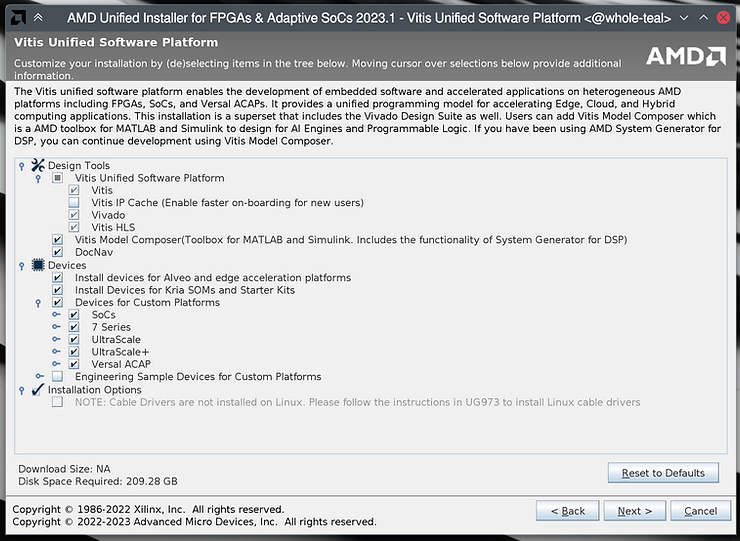 AMD Unified Installer for FPGAs & Adaptive SoCs 2023.1 - Vitis Unified Software Platform <@whole-teal>
Vitis Unified Software Platform
Customize your installation by (de)selecting items in the tree below. Moving cursor over selections below provide additional
information.
AMD
The Vitis unified software platform enables the development of embedded software and accelerated applications on heterogeneous AMD
platforms including FPGAs, SoCs, and Versal ACAPs. It provides a unified programming model for accelerating Edge, Cloud, and Hybrid
computing applications. This installation is a superset that includes the Vivado Design Suite as well. Users can add Vitis Model Composer which
is a AMD toolbox for MATLAB and Simulink to design for AI Engines and Programmable Logic. If you have been using AMD System Generator for
DSP, you can continue development using Vitis Model Composer.
Design Tools
Vitis Unified Software Platform
Vitis
Vitis IP Cache (Enable faster on-boarding for new users)
Vivado
Vitis HLS
Vitis Model Composer(Toolbox for MATLAB and Simulink. Includes the functionality of System Generator for DSP)
DocNav
Devices
Install devices for Alveo and edge acceleration platforms
Install Devices for Kria SOMs and Starter Kits
Devices for Custom Platforms
SoCs
7 Series
UltraScale
UltraScale+
Versal ACAP
Engineering Sample Devices for Custom Platforms
Installation Options
NOTE: Cable Drivers are not installed on Linux. Please follow the instructions in UG973 to install Linux cable drivers
Download Size: NA
Disk Space Required: 209.28 GB
Reset to Defaults
Copyright © 1986-2022 Xilinx, Inc. All rights reserved.
Copyright © 2022-2023 Advanced Micro Devices, Inc. All rights reserved.
< Back
Next >
Cancel